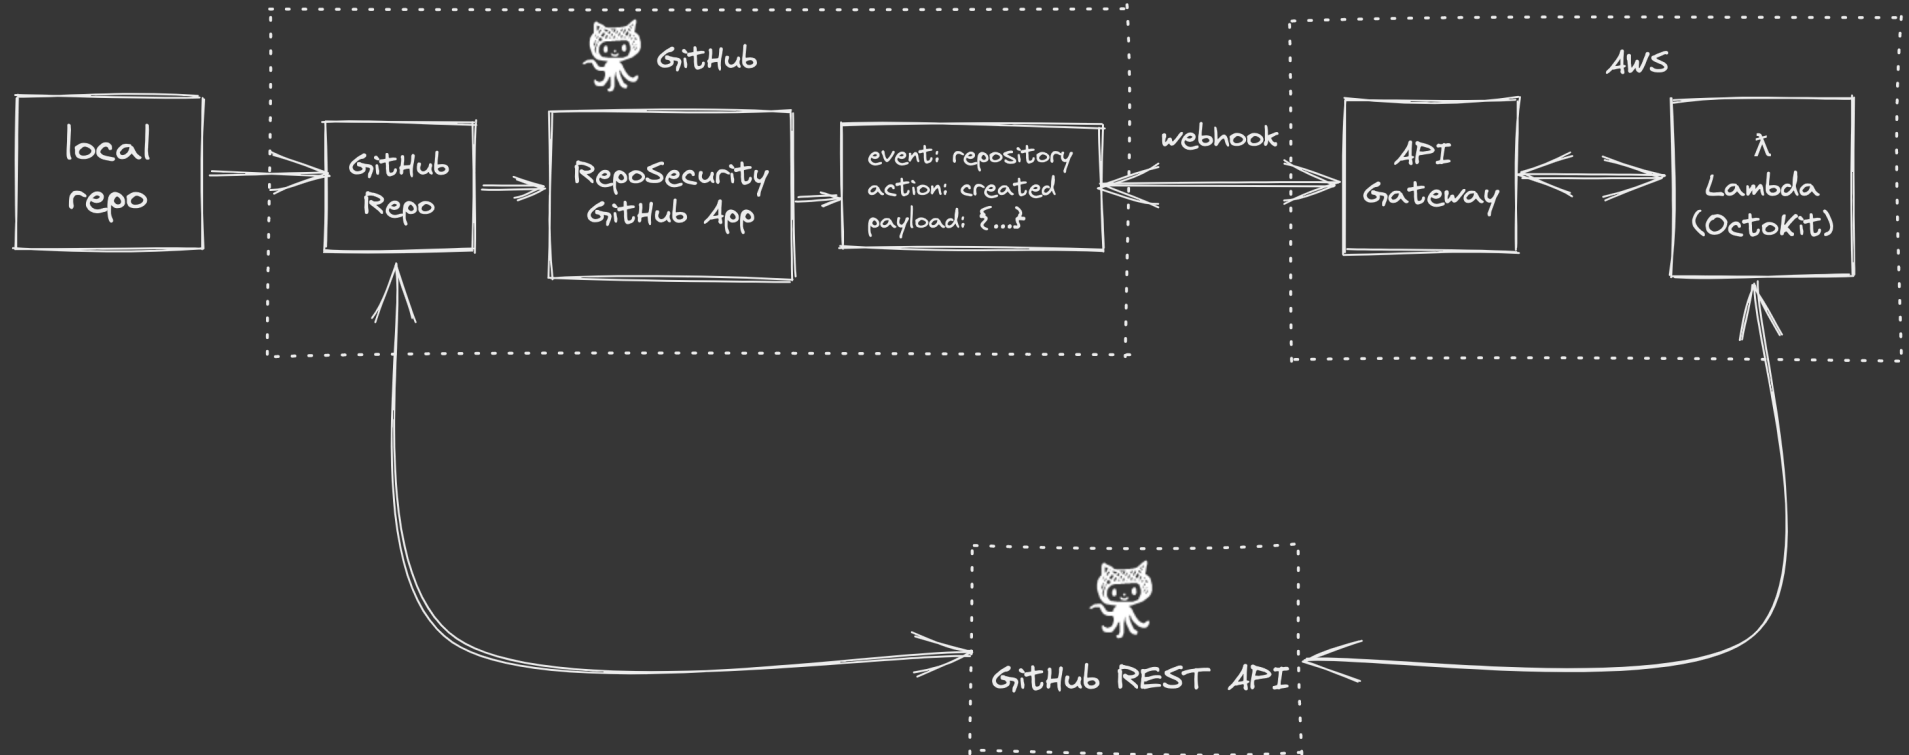 GitHub
AWS
local
repo
GitHub
Repo
RepoSecurity
GitHub App
event: repository
action: created
payload: {...}
webhook
API
Gateway
λ
Lambda
(OctoKit)
GitHub REST API